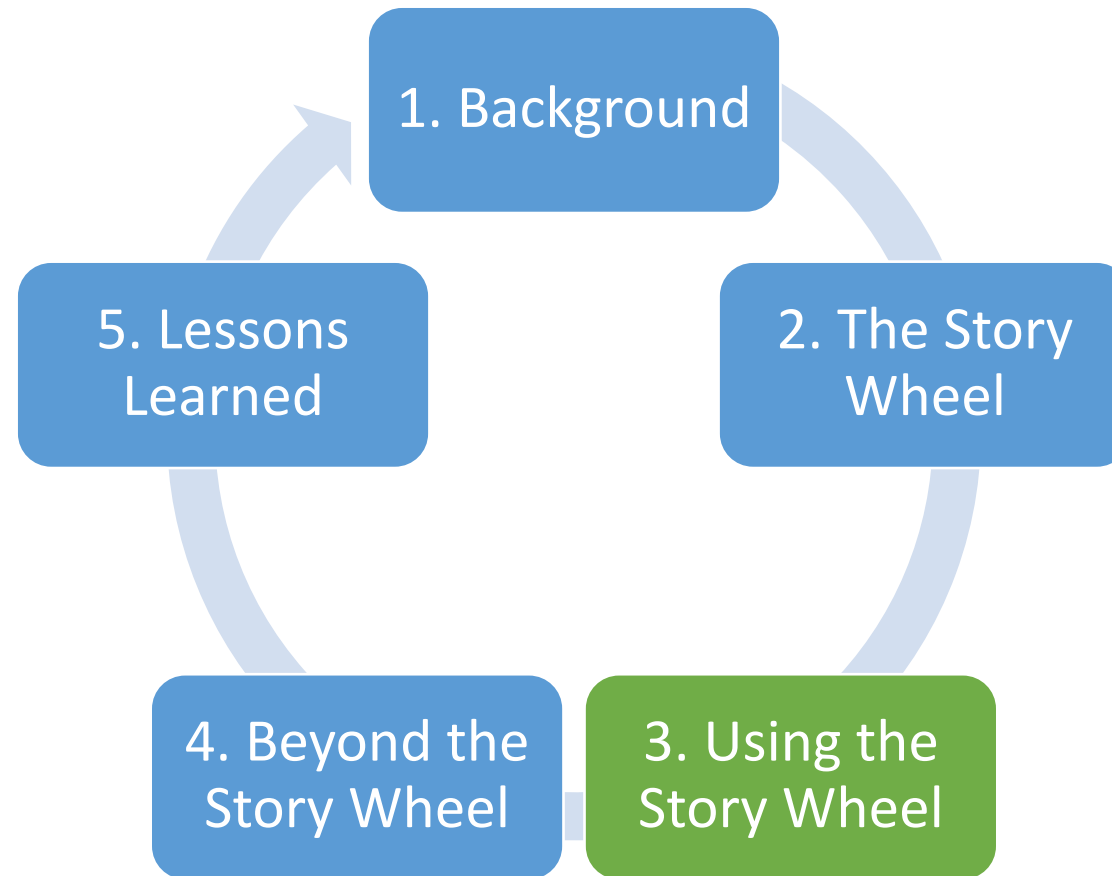 1. Background
2. The Story
Wheel
3. Using the
Story Wheel
4. Beyond the
Story Wheel
5. Lessons
Learned